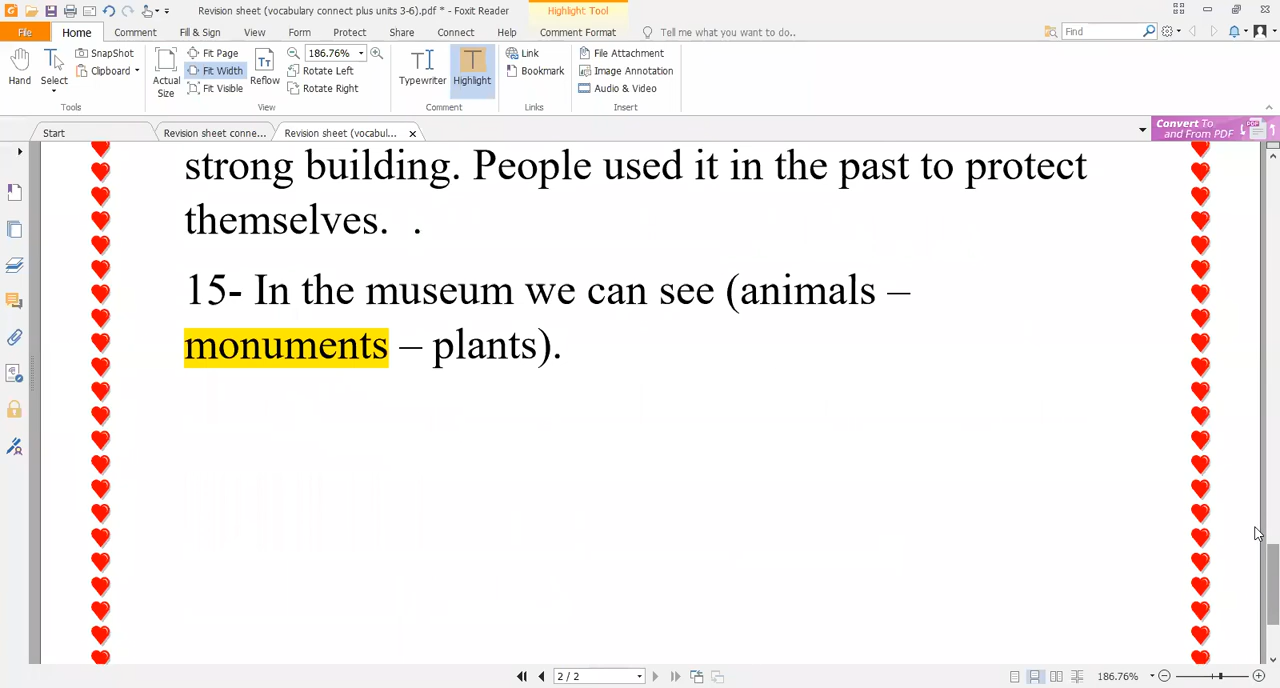 Revision sheet (vocabulary connect plus units 3-6).pdf * - Foxit Reader
Highlight Tool
File
Home
Comment
Fill & Sign
View
Form
Protect
Share
Connect
Help
Comment Format
Tell me what you want to do..
Find
Hand
Select
SnapShot
Clipboard
Tools
Actual Size
Fit Page
Fit Width
Fit Visible
Reflow
186.76%
Rotate Left
Rotate Right
View
Typewriter
Highlight
Comment
Link
Bookmark
Links
File Attachment
Image Annotation
Audio & Video
Insert
Start
Revision sheet conne...
Revision sheet (vocabul...
Convert To
and From PDF
strong building. People used it in the past to protect
themselves. .
15- In the museum we can see (animals –
monuments – plants).
2 / 2
186.76%